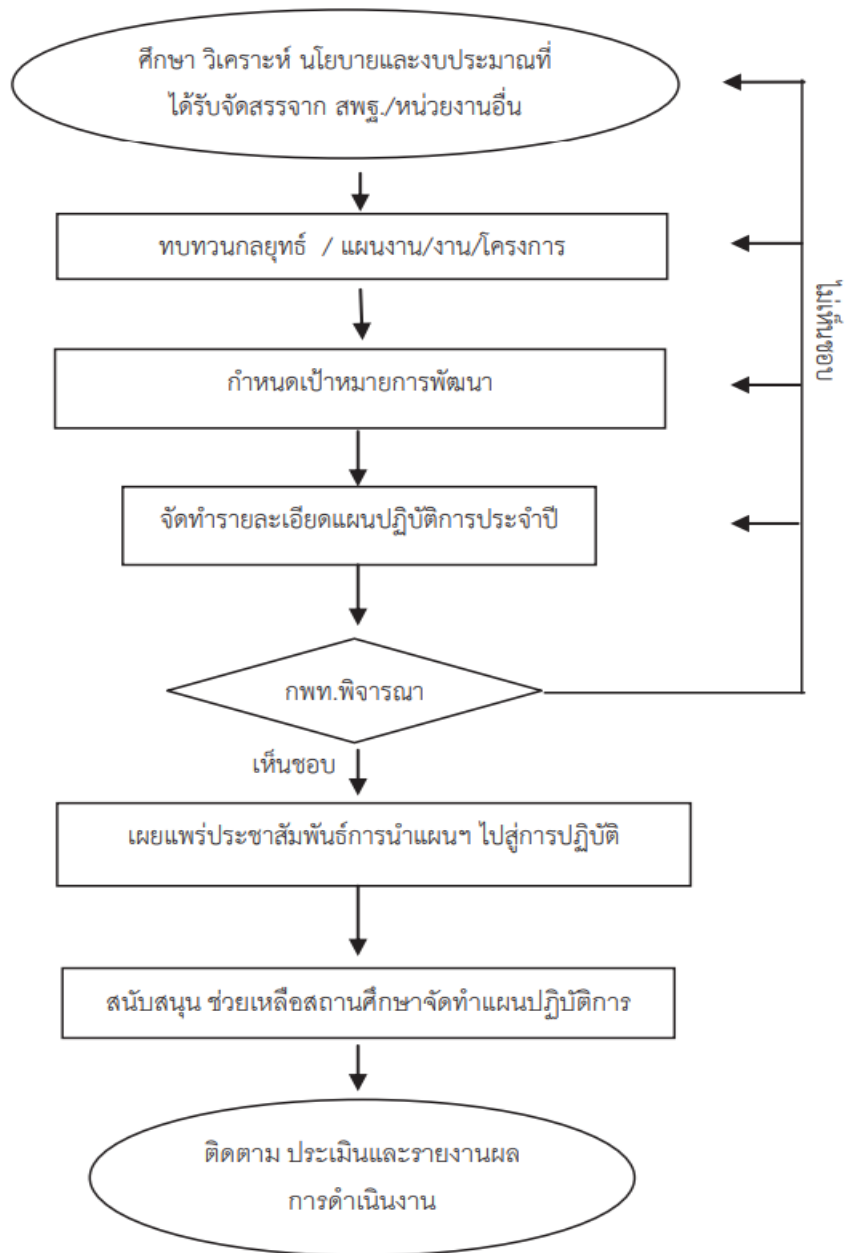 ศึกษา วิเคราะห์ นโยบายและงบประมาณที่
ได้รับจัดสรรจาก สพฐ./หน่วยงานอื่น
ทบทวนกลยุทธ์ / แผนงาน/งาน/โครงการ
ไม่เห็นชอบ
กำหนดเป้าหมายการพัฒนา
จัดทำรายละเอียดแผนปฏิบัติการประจำปี
กพท.พิจารณา
เห็นชอบ
เผยแพร่ประชาสัมพันธ์การนำแผนฯ ไปสู่การปฏิบัติ
สนับสนุน ช่วยเหลือสถานศึกษาจัดทำแผนปฏิบัติการ
ติดตาม ประเมินและรายงานผล
การดำเนินงาน